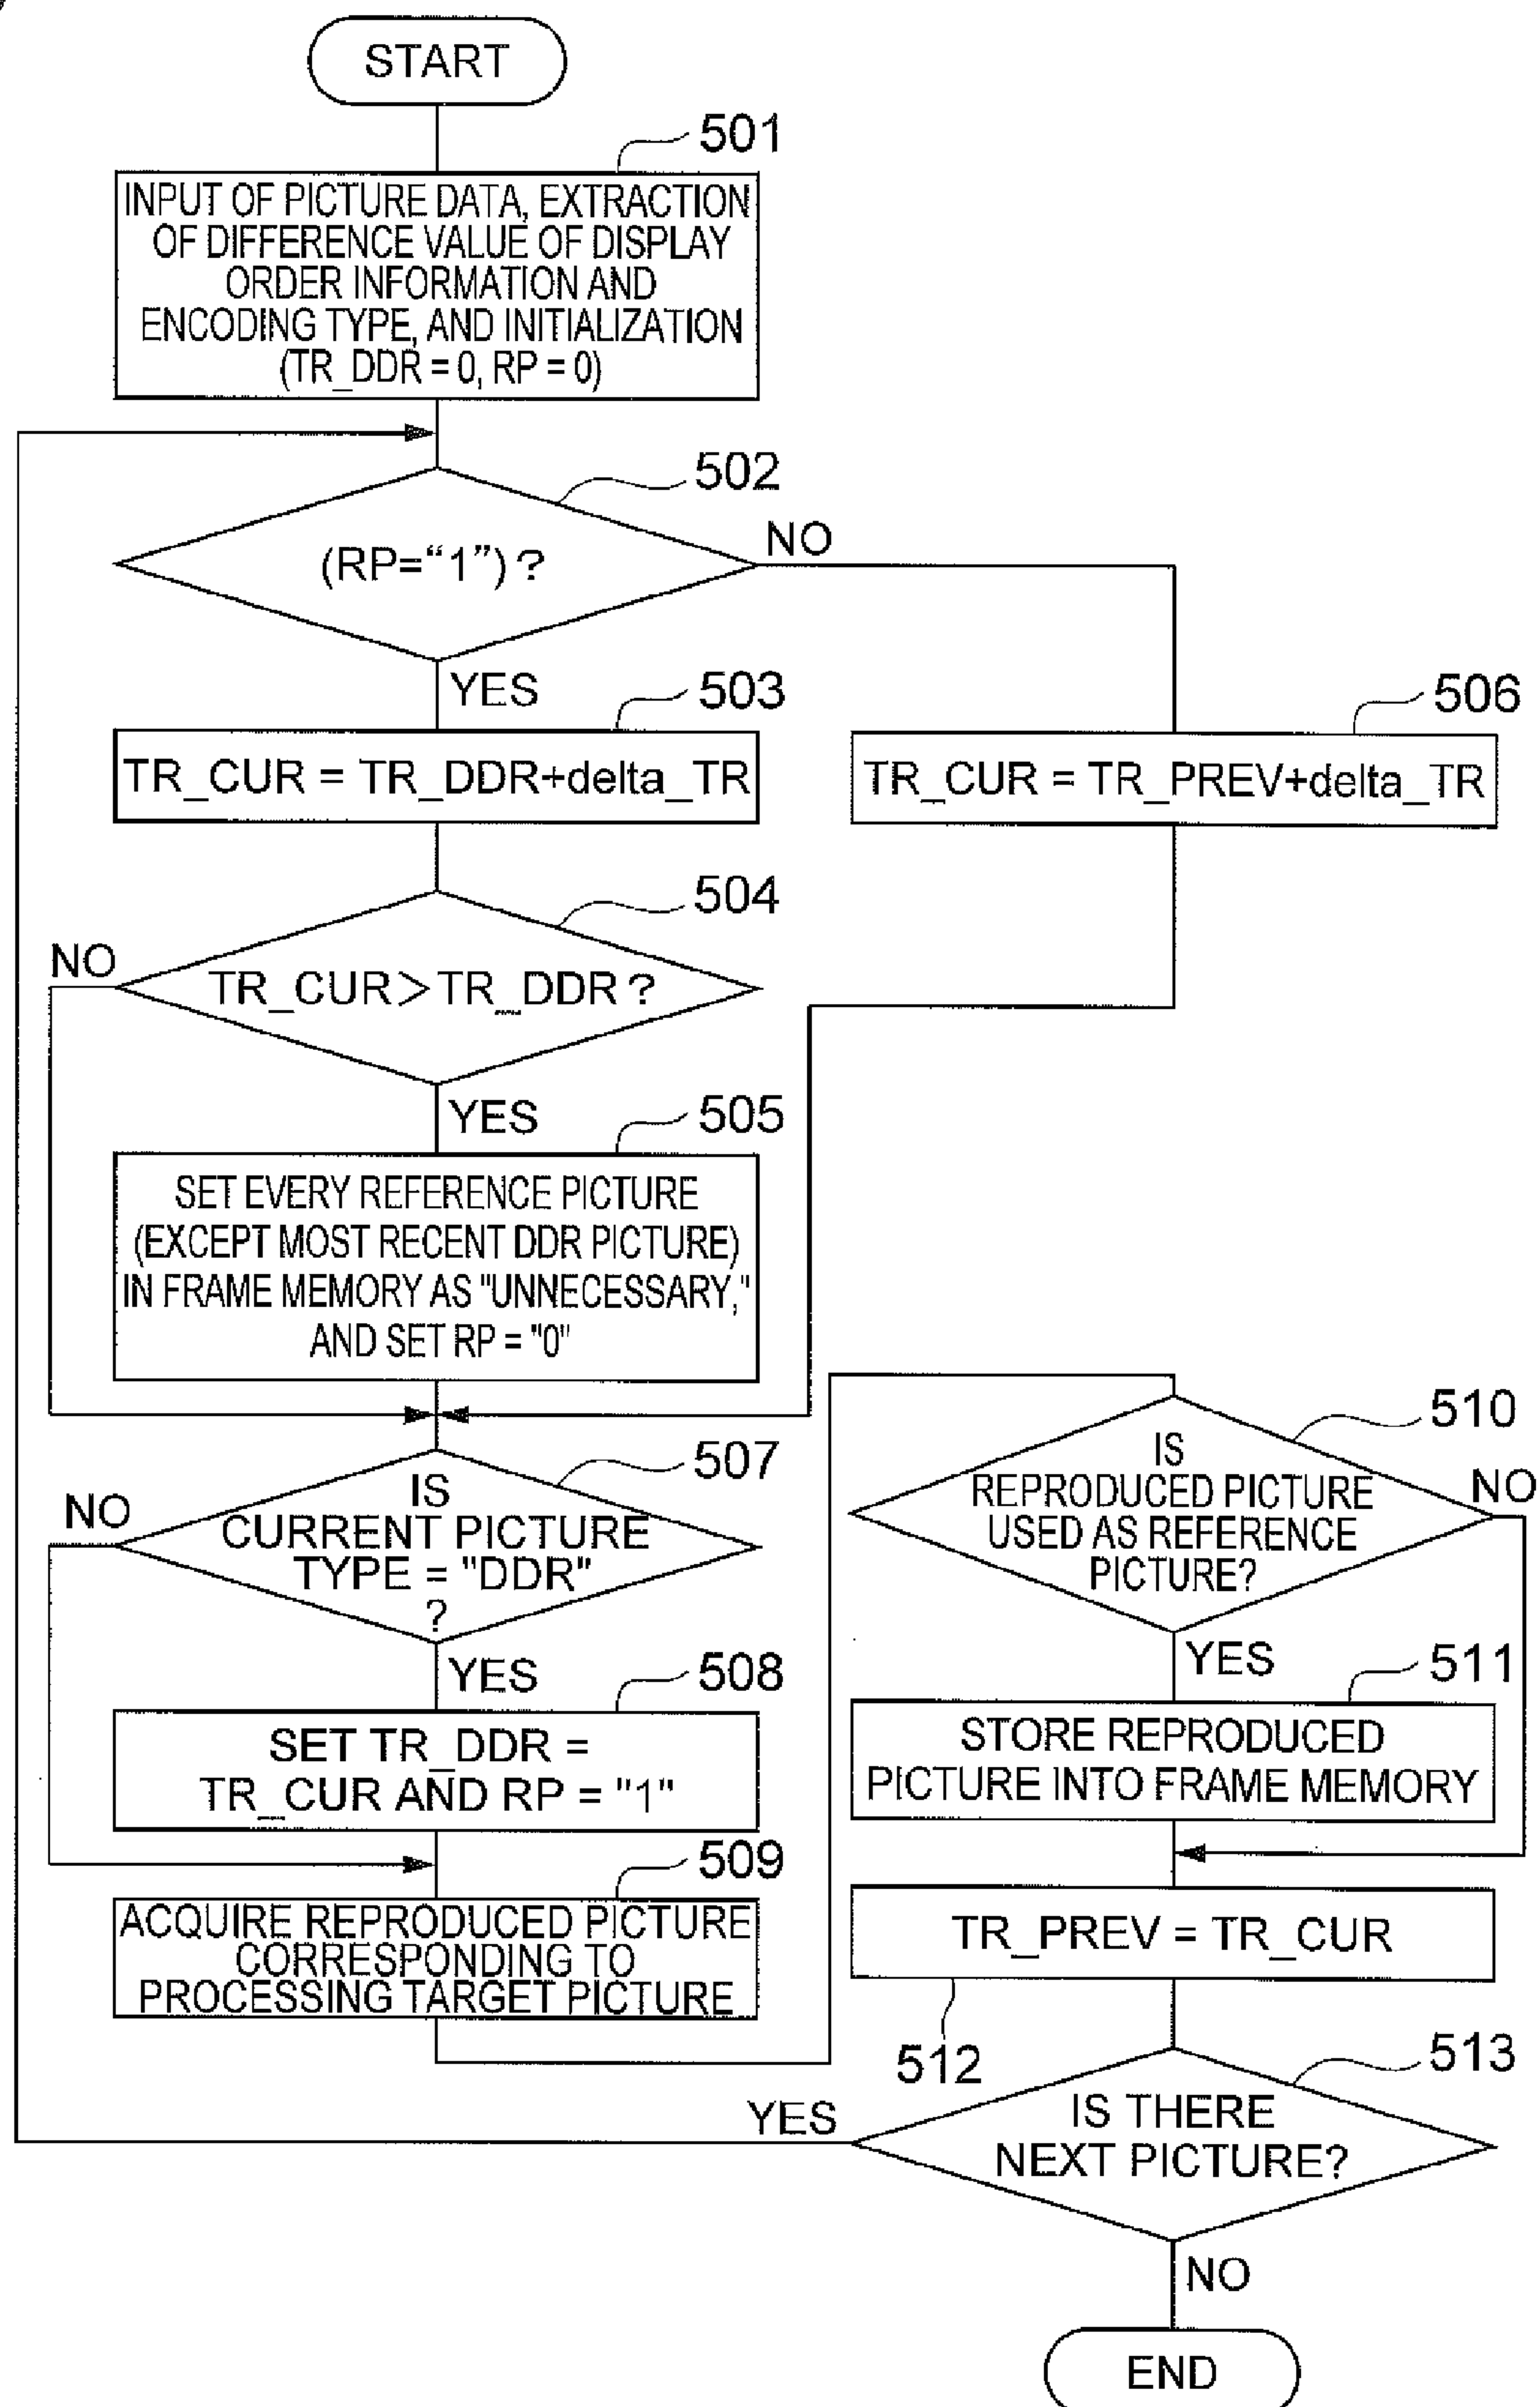 START
501
INPUT OF PICTURE DATA, EXTRACTION
OF DIFFERENCE VALUE OF DISPLAY
ORDER INFORMATION AND
ENCODING TYPE, AND INITIALIZATION
(TR_DDR = 0, RP = 0)
502
(RP=“1”) ?
NO
YES
503
TR_CUR = TR_DDR+delta_TR
506
TR_CUR = TR_PREV+delta_TR
504
NO
TR_CUR>TR_DDR ?
YES
505
SET EVERY REFERENCE PICTURE
(EXCEPT MOST RECENT DDR PICTURE)
IN FRAME MEMORY AS "UNNECESSARY,"
AND SET RP = "0"
507
NO
IS
CURRENT PICTURE
TYPE = "DDR"
?
YES
508
SET TR_DDR =
TR_CUR AND RP = "1"
509
ACQUIRE REPRODUCED PICTURE
CORRESPONDING TO
PROCESSING TARGET PICTURE
510
IS
REPRODUCED PICTURE
USED AS REFERENCE
PICTURE?
NO
YES
511
STORE REPRODUCED
PICTURE INTO FRAME MEMORY
TR_PREV = TR_CUR
512
513
YES
IS THERE
NEXT PICTURE?
NO
END